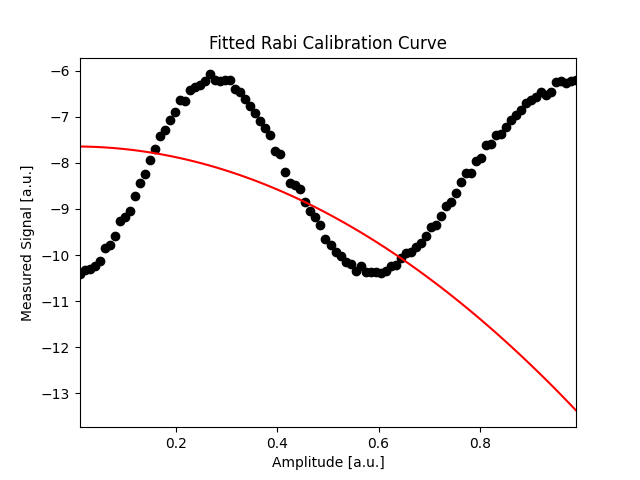 Fitted Rabi Calibration Curve
−6
−7
−8
−9
−10
−11
−12
−13
Measured Signal [a.u.]
0.2 0.4 0.6 0.8
Amplitude [a.u.]